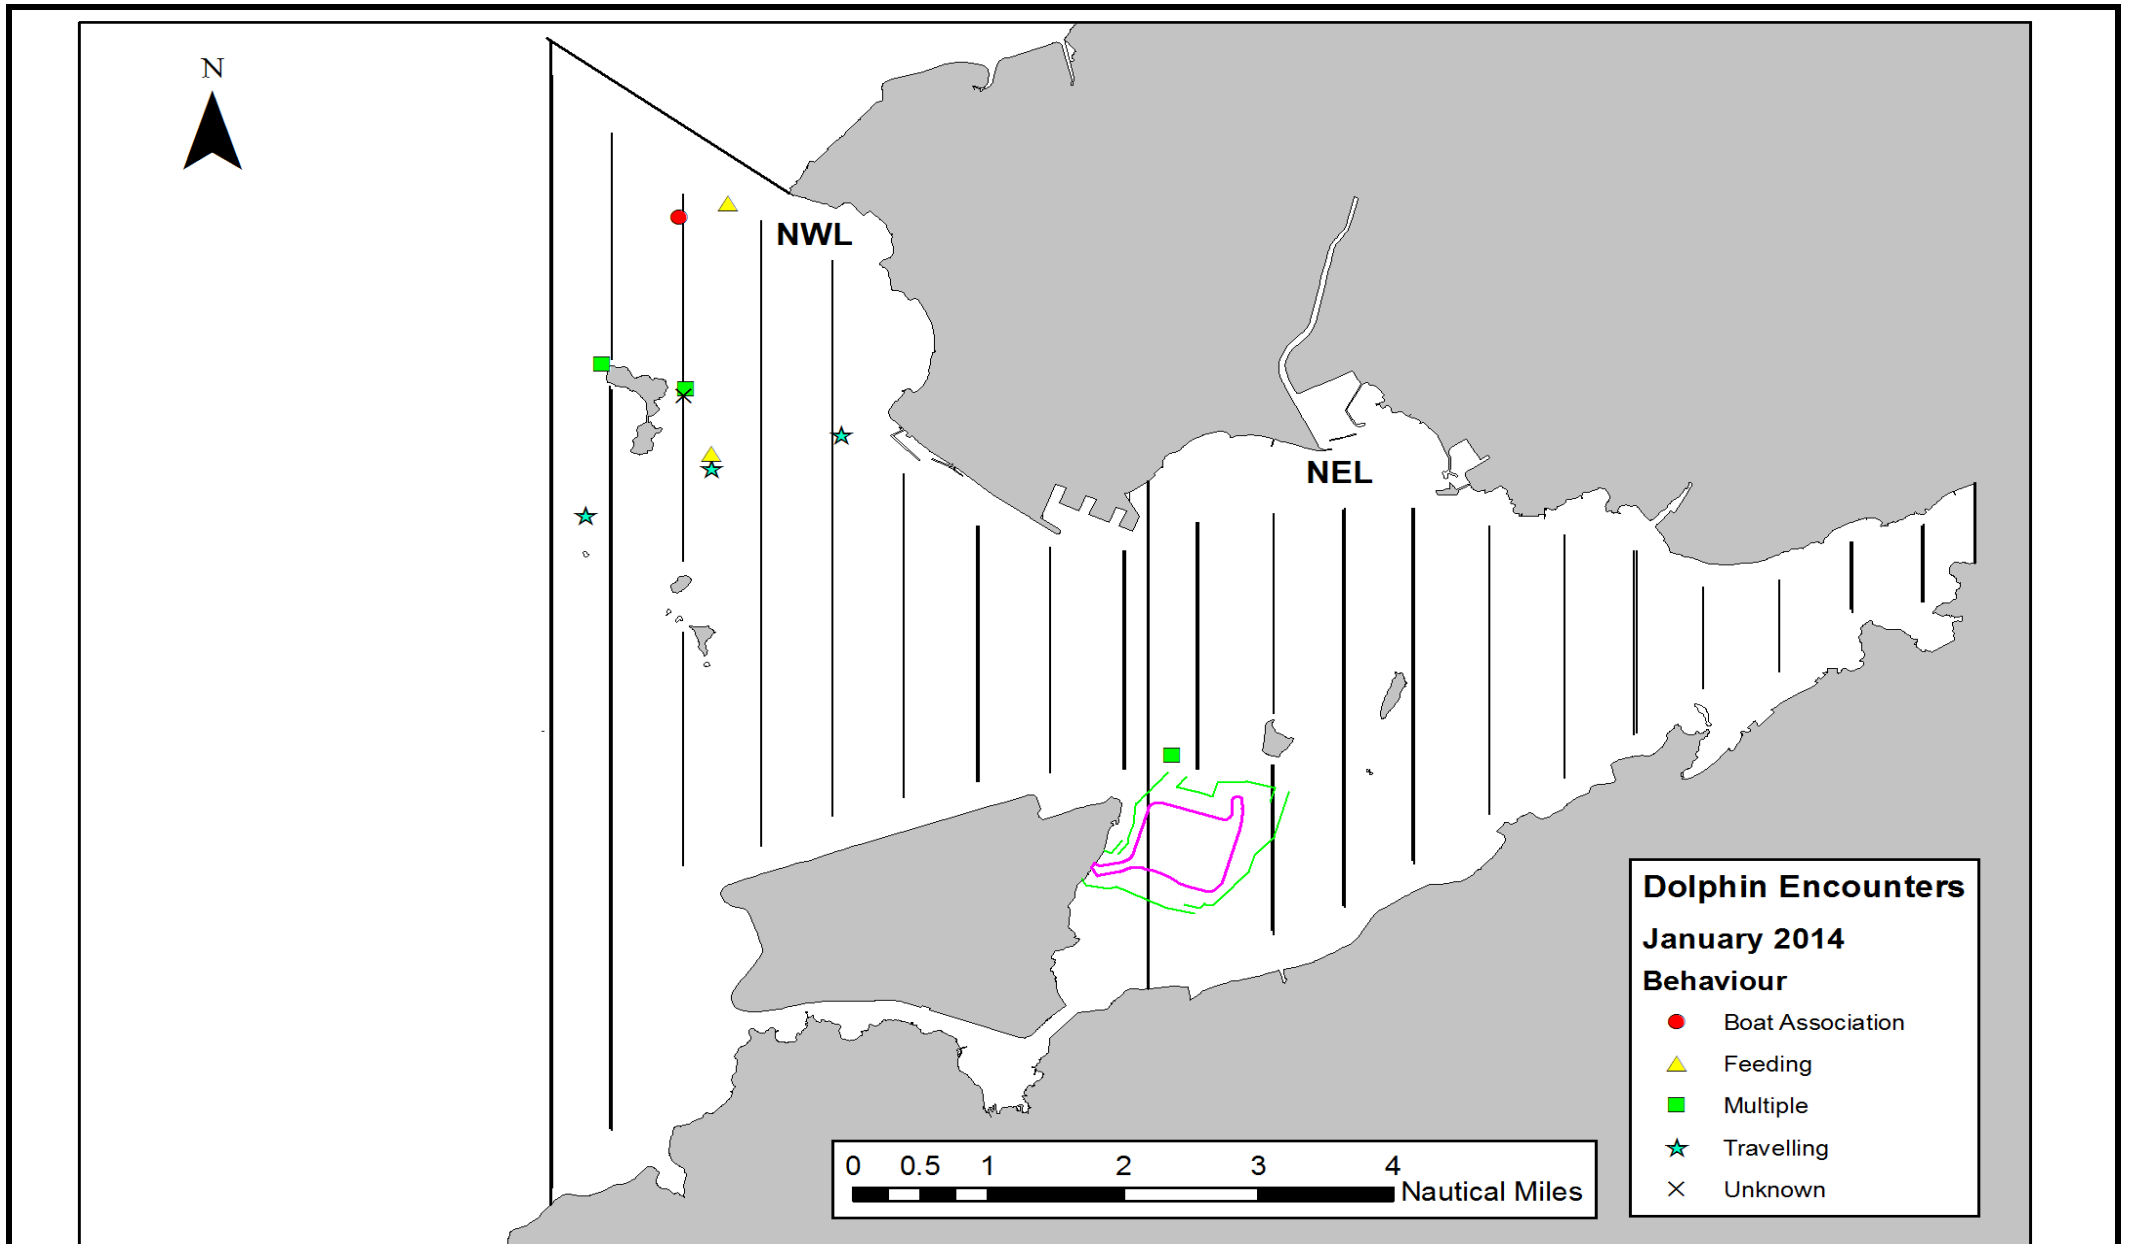 N
NWL
NEL
Dolphin Encounters
January 2014
Behaviour
Boat Association
Feeding
Multiple
Travelling
Unknown
0 0.5 1 2 3 4
Nautical Miles